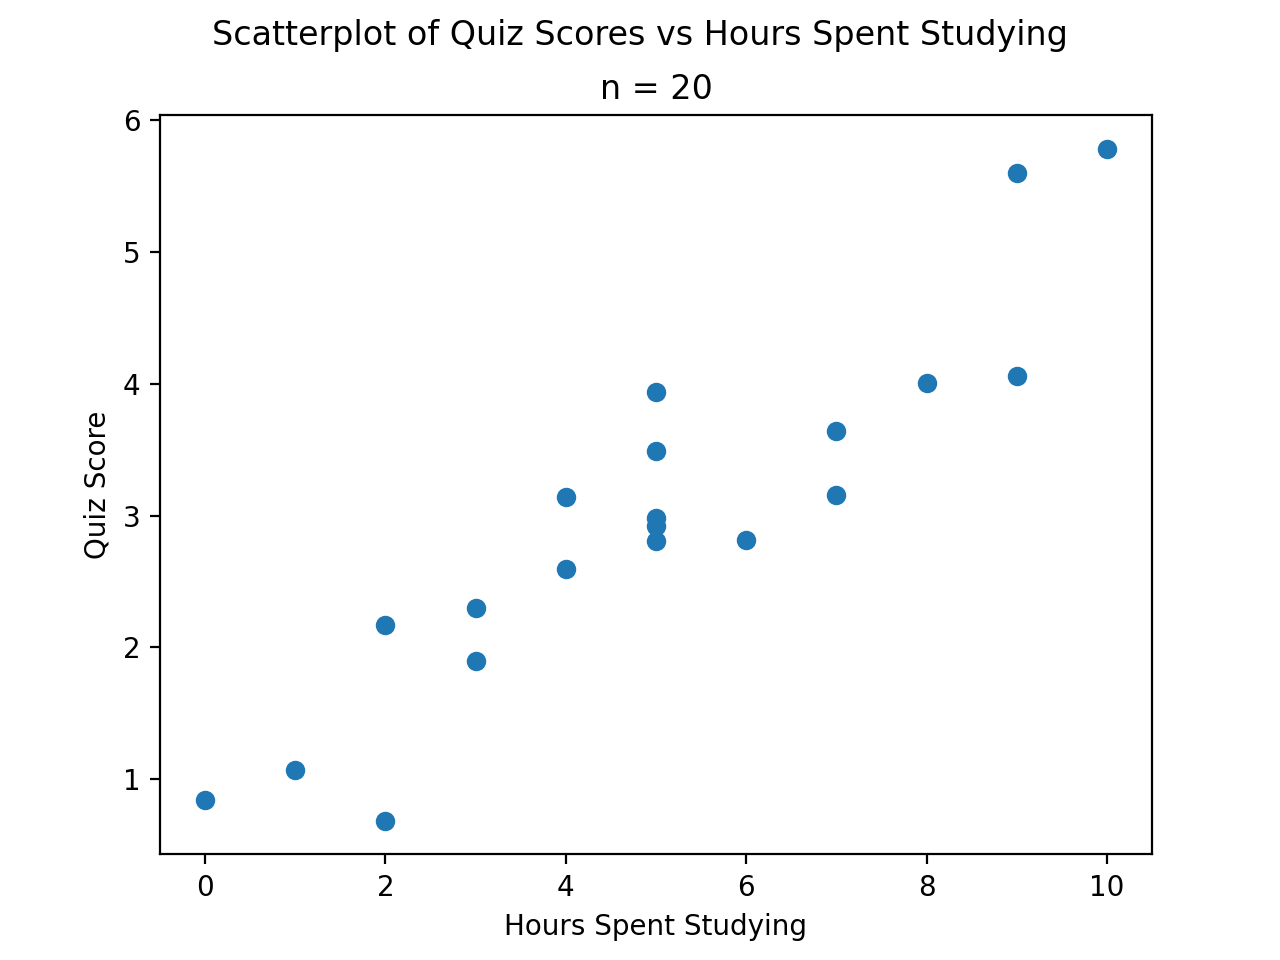 Scatterplot of Quiz Scores vs Hours Spent Studying
n = 20
6
5
4
3
2
1
Quiz Score
0 2 4 6 8 10
Hours Spent Studying